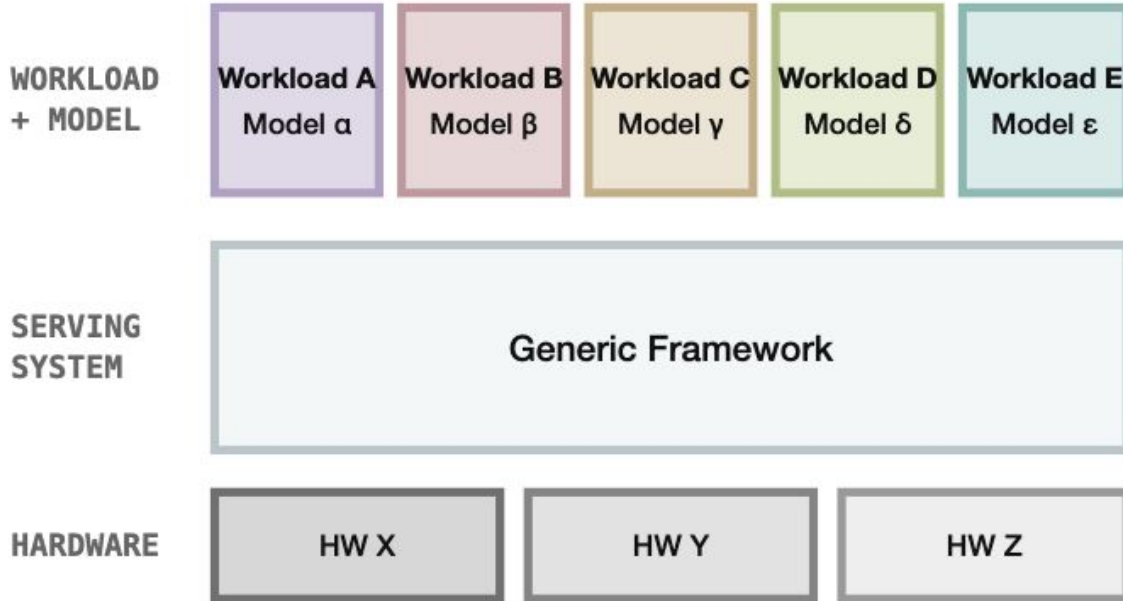 WORKLOAD
+ MODEL
Workload A
Model α
Workload B
Model β
Workload C
Model γ
Workload D
Model δ
Workload E
Model ε
SERVING
SYSTEM
Generic Framework
HARDWARE
HW X
HW Y
HW Z